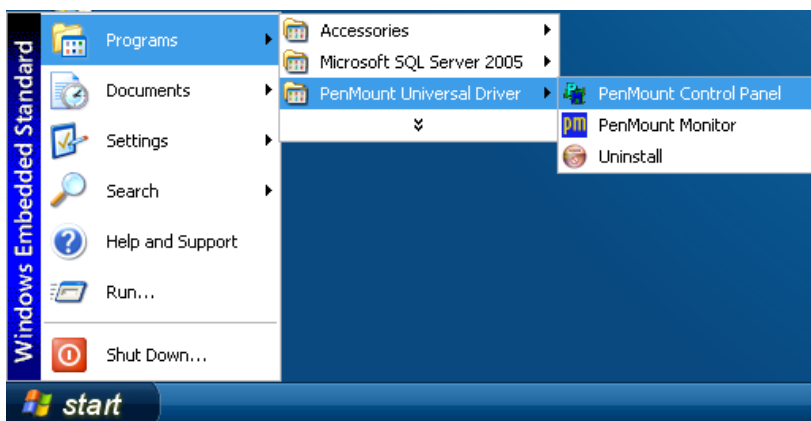 Windows Embedded Standard
Programs
Documents
Settings
Search
Help and Support
Run...
Shut Down...
Accessories
Microsoft SQL Server 2005
PenMount Universal Driver
PenMount Control Panel
pm PenMount Monitor
Uninstall
start